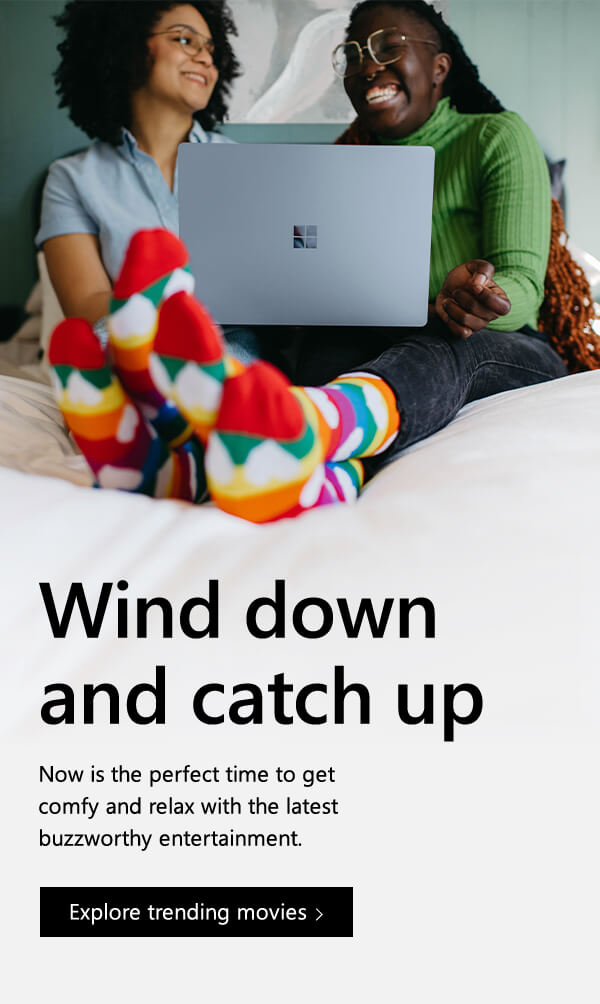 Wind down
and catch up
Now is the perfect time to get
comfy and relax with the latest
buzzworthy entertainment.
Explore trending movies >